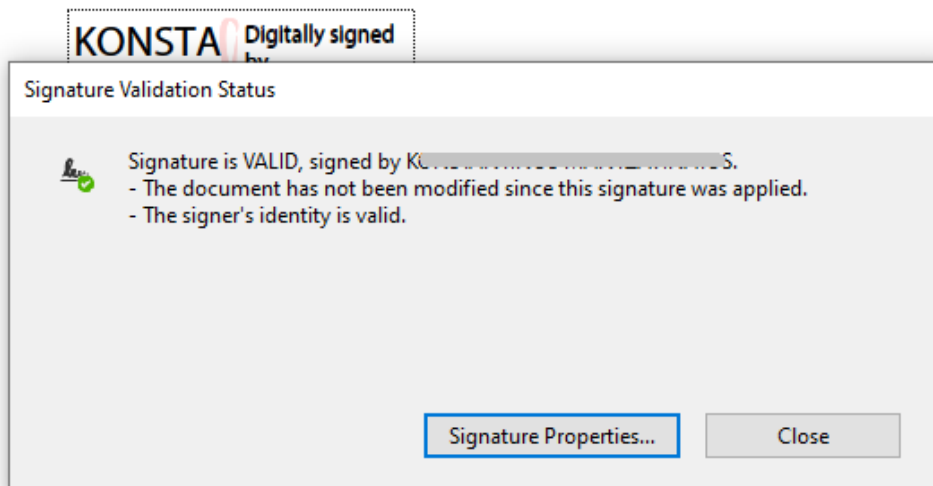 KONSTA
Digitally signed
by
Signature Validation Status
Signature is VALID, signed by
- The document has not been modified since this signature was applied.
- The signer's identity is valid.
Signature Properties...
Close